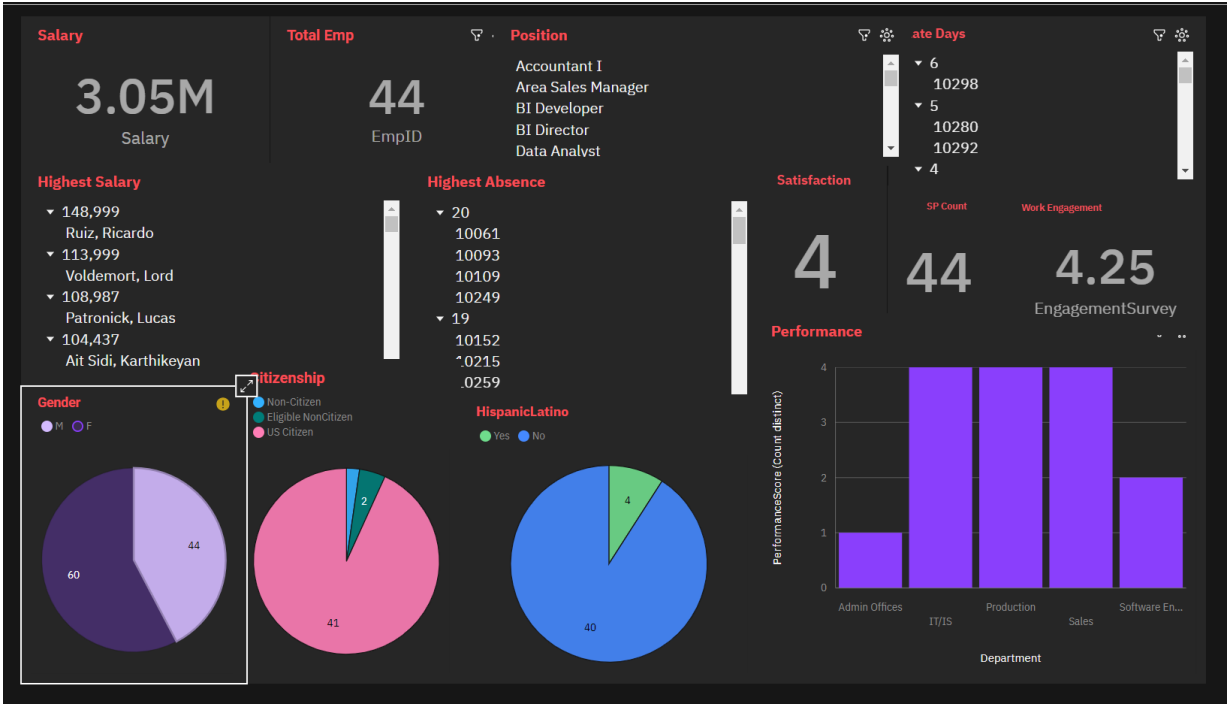 Salary
3.05M
Salary
Total Emp
44
EmpID
Position
Accountant I
Area Sales Manager
BI Developer
BI Director
Data Analyst
ate Days
6
10298
5
10280
10292
4
Highest Salary
148,999
Ruiz, Ricardo
113,999
Voldemort, Lord
108,987
Patronick, Lucas
104,437
Ait Sidi, Karthikeyan
Highest Absence
20
10061
10093
10109
10249
19
10152
10215
.0259
Satisfaction
4
SP Count
44
Work Engagement
4.25
EngagementSurvey
Gender
M F
44
60
Citizenship
Non-Citizen
Eligible NonCitizen
US Citizen
2
41
HispanicLatino
Yes No
4
40
Performance
PerformanceScore (Count distinct)
4
3
2
1
0
Admin Offices
IT/IS
Production
Sales
Software En...
Department